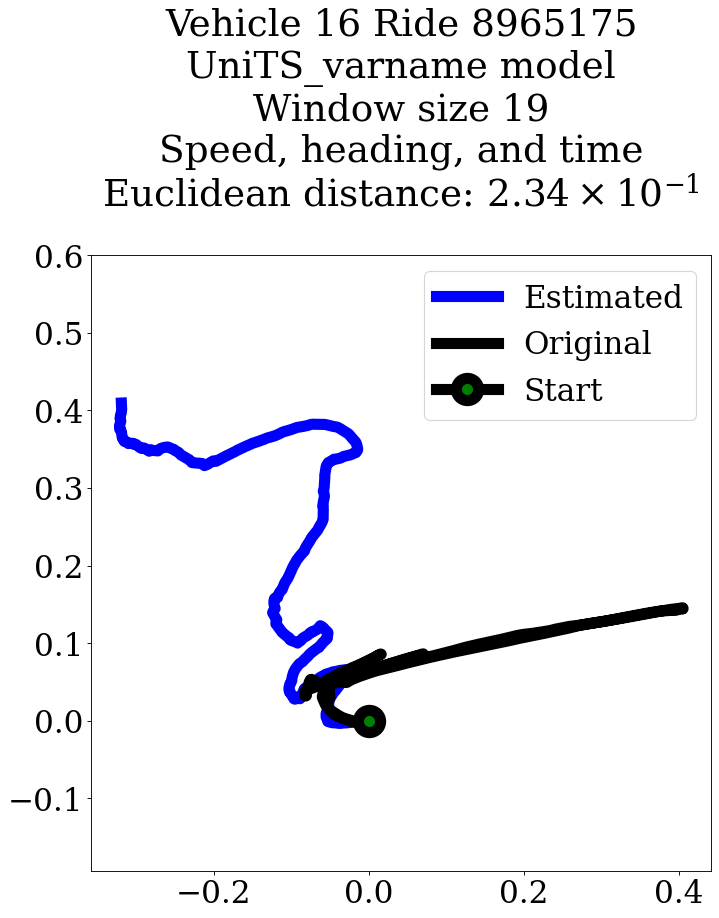 Vehicle 16 Ride 8965175
UniTS_varname model
Window size 19
Speed, heading, and time
Euclidean distance: 2.34 × 10⁻¹
0.6
0.5
0.4
0.3
0.2
0.1
0.0
−0.1
Estimated
Original
Start
−0.2
0.0
0.2
0.4